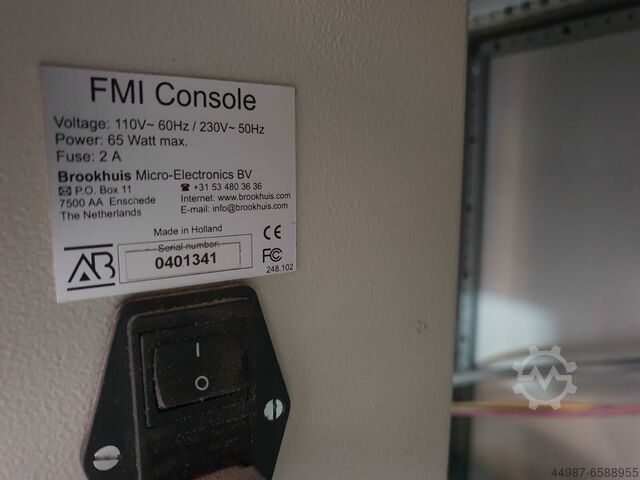 FMI Console
Voltage: 110V~ 60Hz / 230V~ 50Hz
Power: 65 Watt max.
Fuse: 2 A
Brookhuis Micro-Electronics BV
✉ P.O. Box 11 ☎ +31 53 480 36 36
7500 AA Enschede Internet: www.brookhuis.com
The Netherlands E-mail: info@brookhuis.com
Made in Holland
CE
Serial number:
AB 0401341 FC
248.102
I
O
44987-6588955